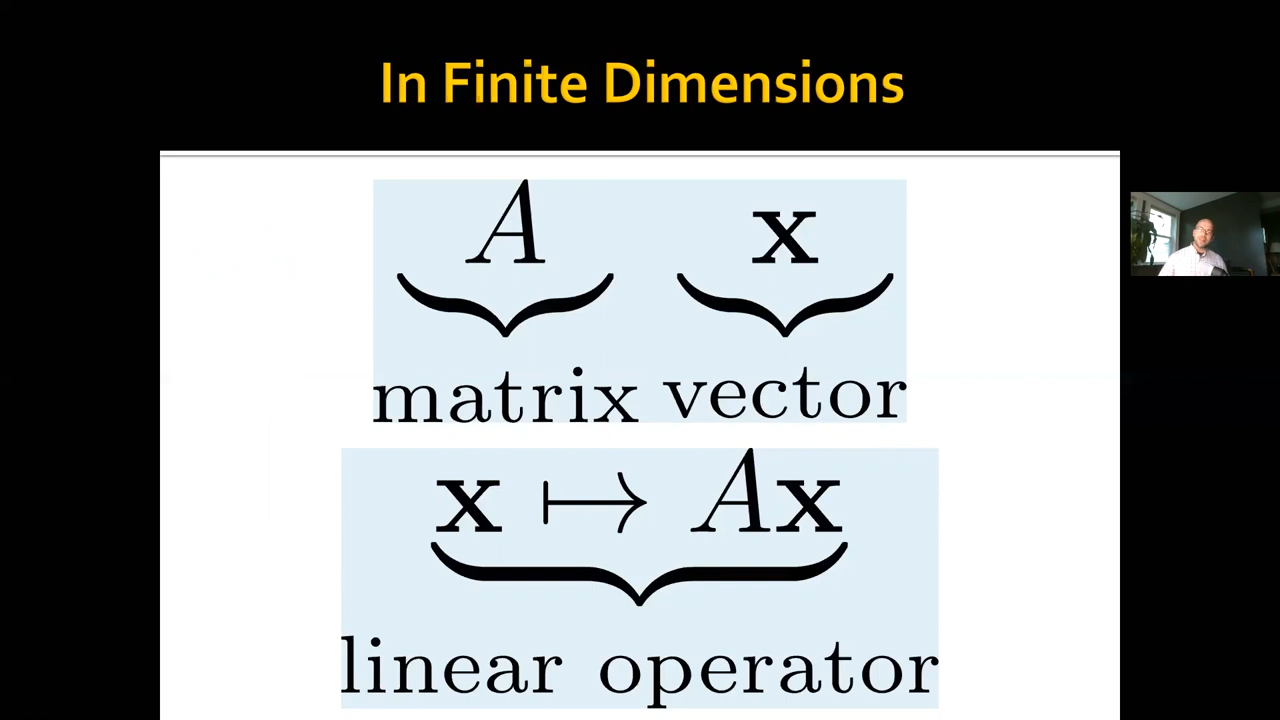 In Finite Dimensions
A x
matrix vector
x ↦ Ax
linear operator